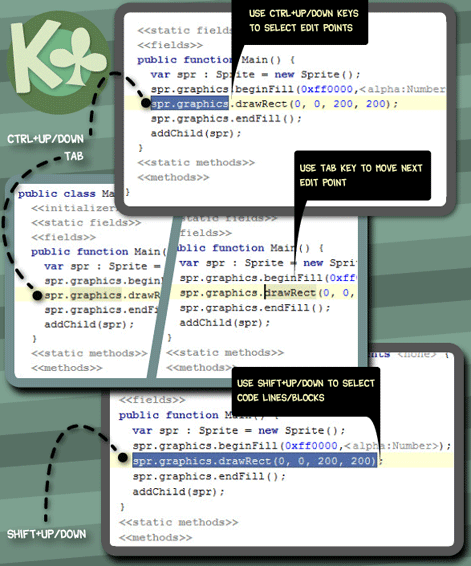 K
USE CTRL+UP/DOWN KEYS
TO SELECT EDIT POINTS
<<static fields
<<fields>>
public function Main() {
var spr : Sprite = new Sprite();
spr.graphics.beginFill(0xff0000,<alpha:Number>
spr.graphics.drawRect(0, 0, 200, 200);
spr.graphics.endFill();
addChild(spr);
}
<<static methods>>
<<methods>>
CTRL+UP/DOWN
TAB
USE TAB KEY TO MOVE NEXT
EDIT POINT
public class Mai
<<initializer
<<static fields>>
<<fields>>
public function Main()
var spr : Sprite =
spr.graphics.begin
spr.graphics.drawR
spr.graphics.endFi
addChild(spr);
}
<<static methods>>
<<methods>>
static fields>>
fields>>
blic function Main() {
var spr : Sprite = new
spr.graphics.beginFill(0xff
spr.graphics.drawRect(0, 0,
spr.graphics.endFill();
addChild(spr);
static methods>>
<<methods>>
ents <none> {
USE SHIFT+UP/DOWN TO SELECT
CODE LINES/BLOCKS
<<fields>>
public function Main() {
var spr : Sprite = new Sprite();
spr.graphics.beginFill(0xff0000,<alpha:Number>);
spr.graphics.drawRect(0, 0, 200, 200);
spr.graphics.endFill();
addChild(spr);
}
<<static methods>>
<<methods>>
SHIFT+UP/DOWN